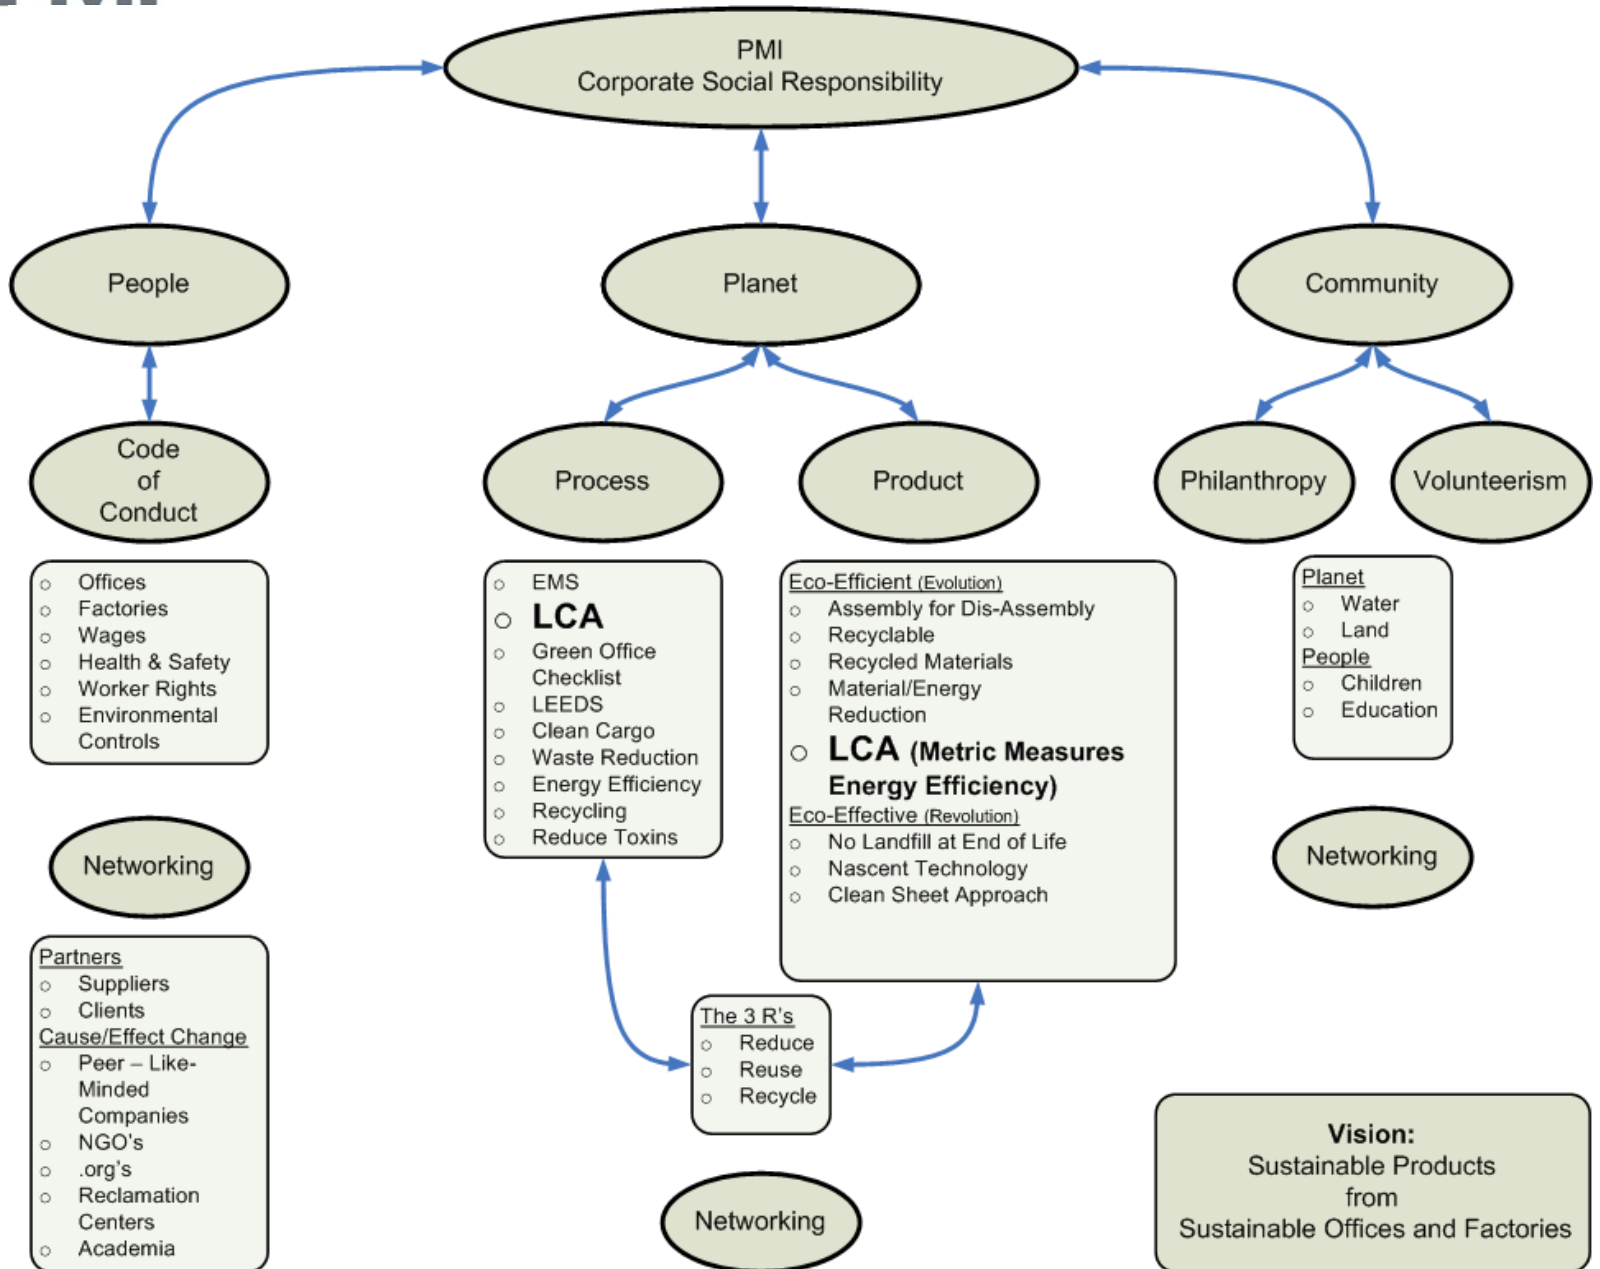 PMI
Corporate Social Responsibility
People
Planet
Community
Code
of
Conduct
Process
Product
Philanthropy
Volunteerism
Offices
Factories
Wages
Health & Safety
Worker Rights
Environmental
Controls
EMS
LCA
Green Office
Checklist
LEEDS
Clean Cargo
Waste Reduction
Energy Efficiency
Recycling
Reduce Toxins
Eco-Efficient (Evolution)
Assembly for Dis-Assembly
Recyclable
Recycled Materials
Material/Energy
Reduction
LCA (Metric Measures
Energy Efficiency)
Eco-Effective (Revolution)
No Landfill at End of Life
Nascent Technology
Clean Sheet Approach
Planet
Water
Land
People
Children
Education
Networking
Networking
Partners
Suppliers
Clients
Cause/Effect Change
Peer – Like-
Minded
Companies
NGO's
.org's
Reclamation
Centers
Academia
The 3 R's
Reduce
Reuse
Recycle
Networking
Vision:
Sustainable Products
from
Sustainable Offices and Factories